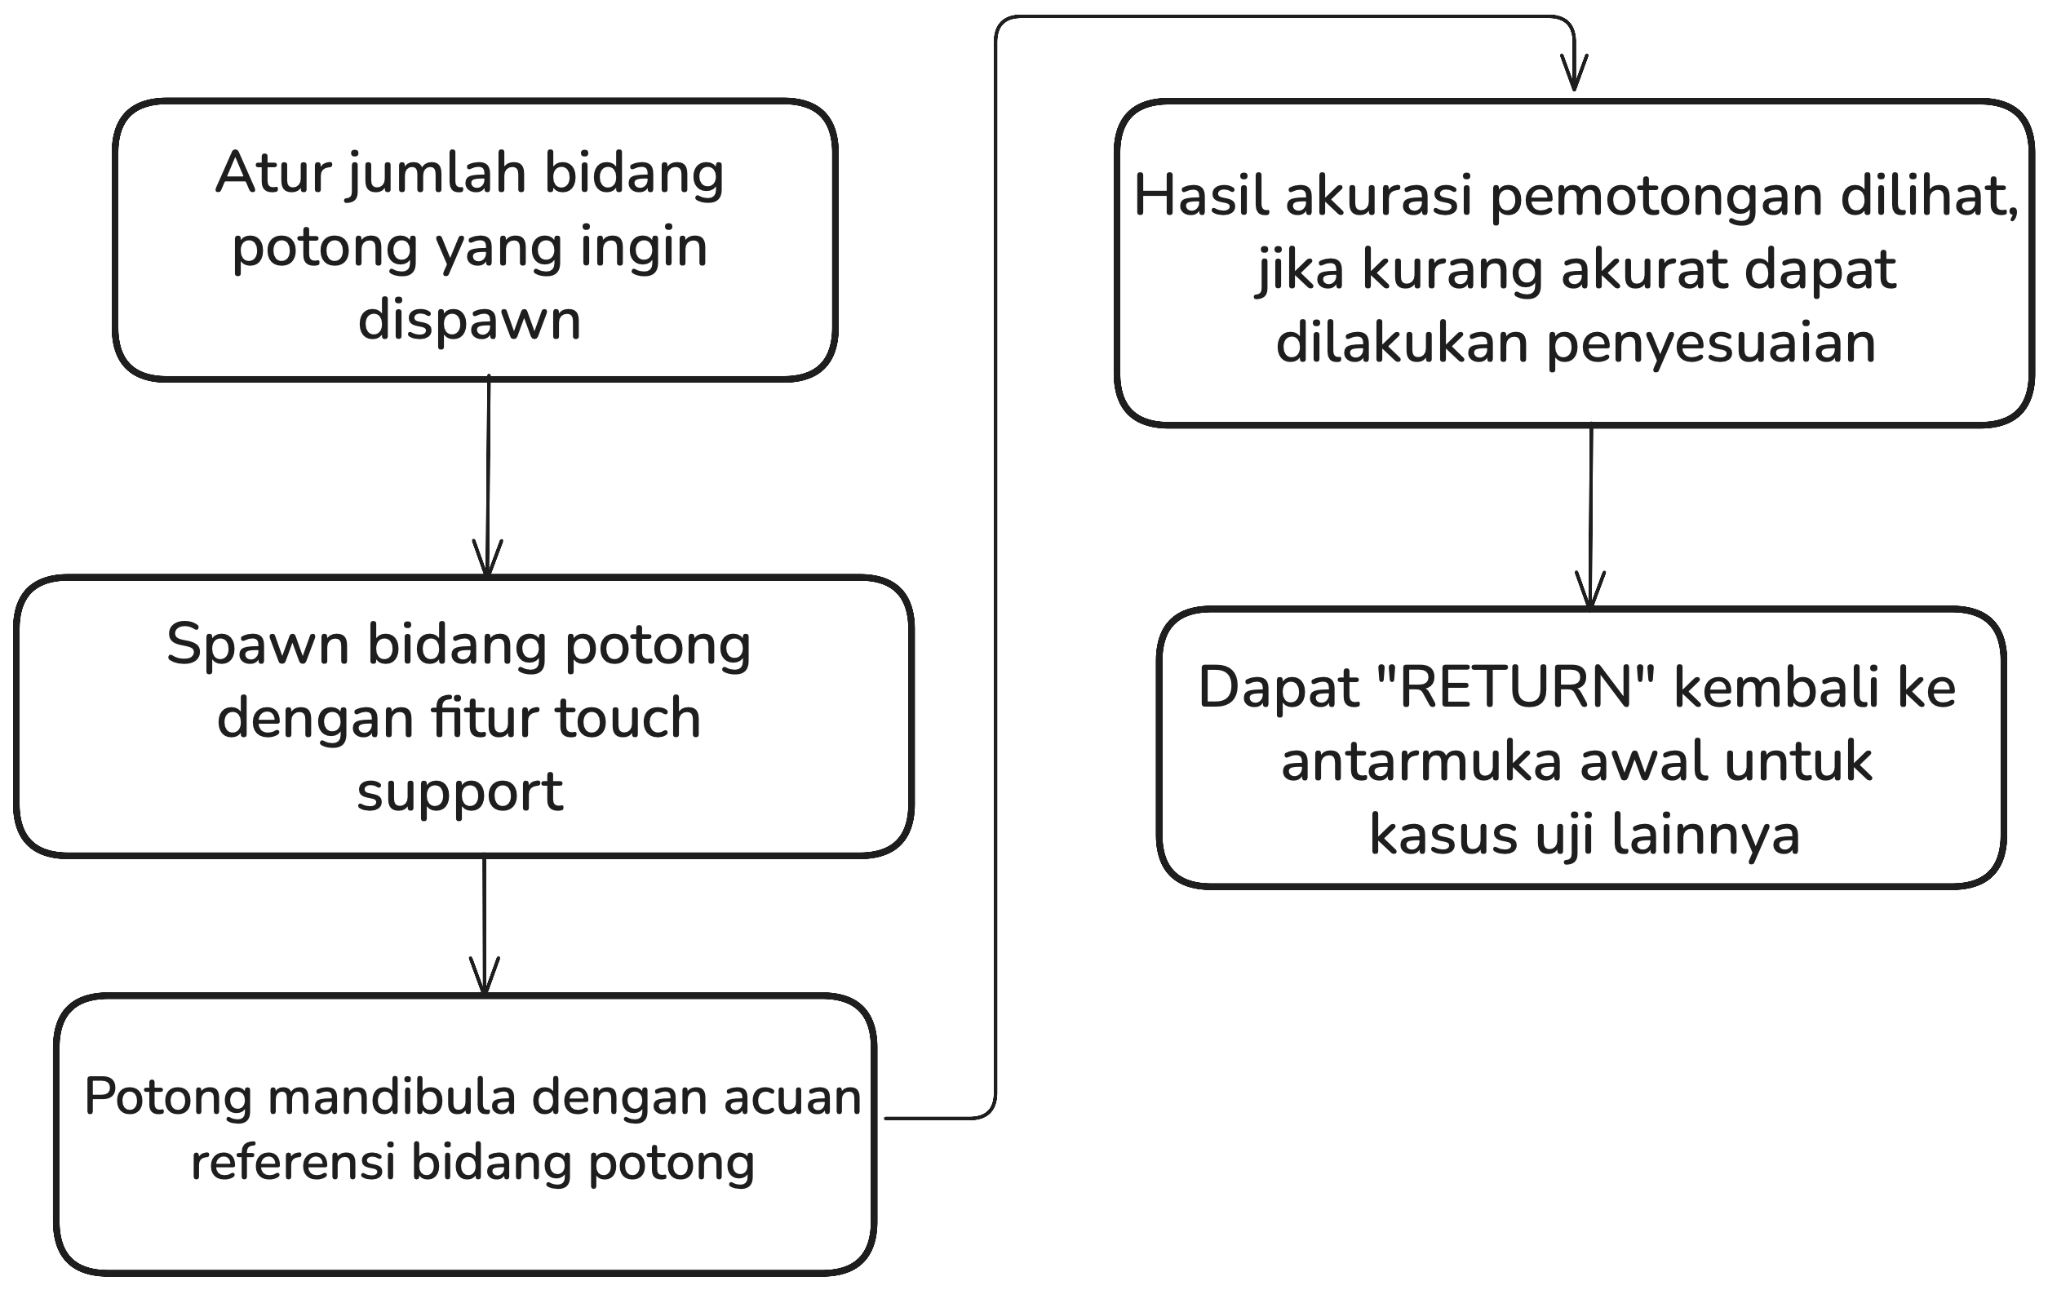 Atur jumlah bidang
potong yang ingin
dispawn
Spawn bidang potong
dengan fitur touch
support
Potong mandibula dengan acuan
referensi bidang potong
Hasil akurasi pemotongan dilihat,
jika kurang akurat dapat
dilakukan penyesuaian
Dapat "RETURN" kembali ke
antarmuka awal untuk
kasus uji lainnya